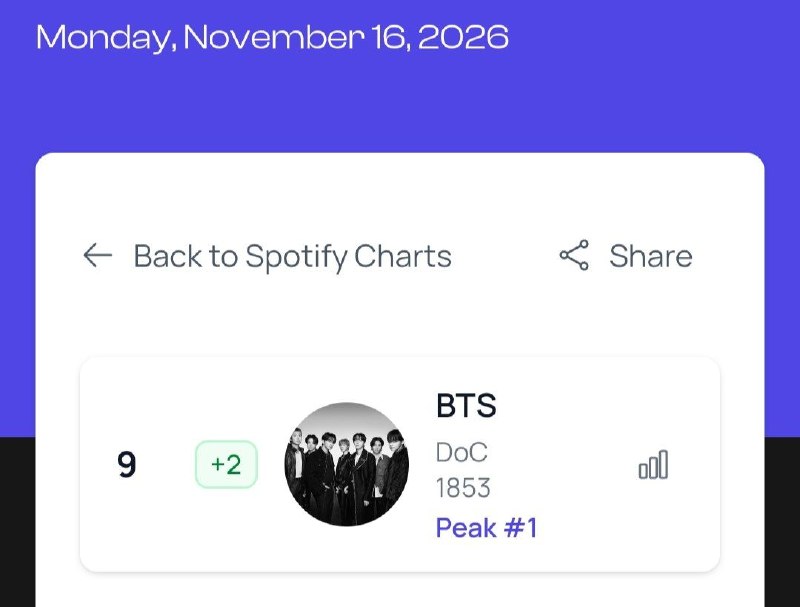 Monday, November 16, 2026
Back to Spotify Charts
Share
9
+2
BTS
DoC
1853
Peak #1